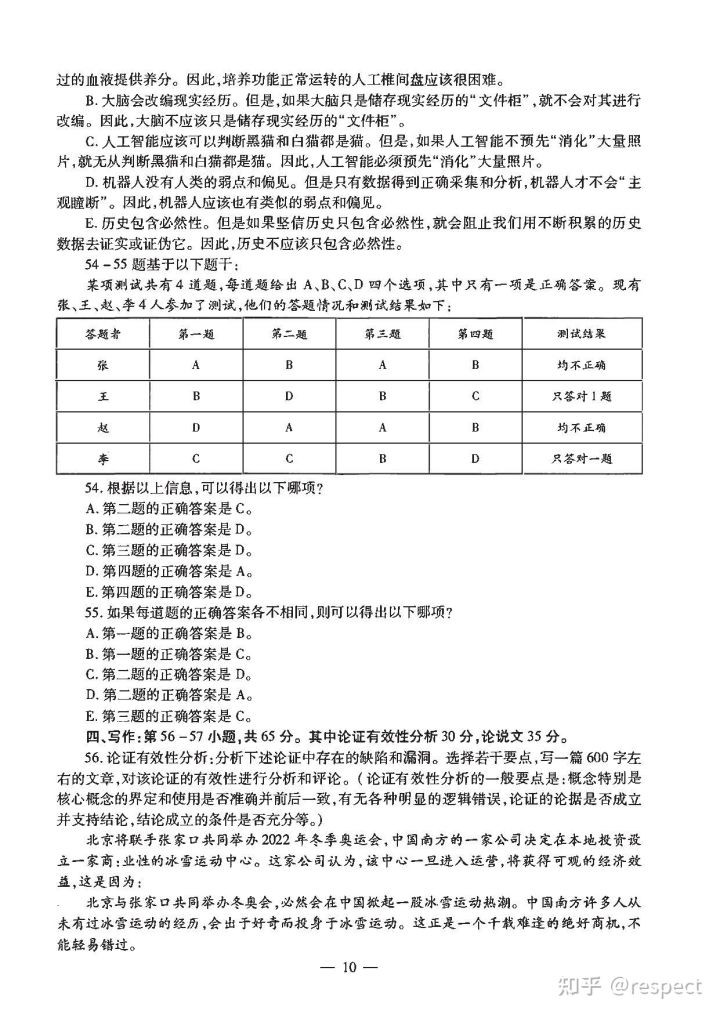 过的血液提供养分。因此,培养功能正常运转的人工椎间盘应该很困难。
B. 大脑会改编现实经历。但是,如果大脑只是储存现实经历的“文件柜”,就不会对其进行
改编。因此,大脑不应该只是储存现实经历的“文件柜”。
C. 人工智能应该可以判断黑猫和白猫都是猫。但是,如果人工智能不预先“消化”大量照
片,就无从判断黑猫和白猫都是猫。因此,人工智能必须预先“消化”大量照片。
D. 机器人没有人类的弱点和偏见。但是只有数据得到正确采集和分析,机器人才不会“主
观臆断”。因此,机器人应该也有类似的弱点和偏见。
E. 历史包含必然性。但是如果坚信历史只包含必然性,就会阻止我们用不断积累的历史
数据去证实或证伪它。因此,历史不应该只包含必然性。
54-55 题基于以下题干:
某项测试共有 4 道题,每道题给出 A、B、C、D 四个选项,其中只有一项是正确答案。现有
张、王、赵、李 4 人参加了测试,他们的答题情况和测试结果如下:
答题者 第一题 第二题 第三题 第四题 测试结果
张 A B A B 均不正确
王 B D B C 只答对 1 题
赵 D A A B 均不正确
李 C C B D 只答对一题
54. 根据以上信息,可以得出以下哪项?
A. 第二题的正确答案是 C。
B. 第二题的正确答案是 D。
C. 第三题的正确答案是 D。
D. 第四题的正确答案是 A。
E. 第四题的正确答案是 D。
55. 如果每道题的正确答案各不相同,则可以得出以下哪项?
A. 第一题的正确答案是 B。
B. 第一题的正确答案是 C。
C. 第二题的正确答案是 D。
D. 第二题的正确答案是 A。
E. 第三题的正确答案是 C。
四、写作:第 56-57 小题,共 65 分。其中论证有效性分析 30 分,论说文 35 分。
56. 论证有效性分析:分析下述论证中存在的缺陷和漏洞。选择若干要点,写一篇 600 字左
右的文章,对该论证的有效性进行分析和评论。(论证有效性分析的一般要点是:概念特别是
核心概念的界定和使用是否准确并前后一致,有无各种明显的逻辑错误,论证的论据是否成立
并支持结论,结论成立的条件是否充分等。)
北京将联手张家口共同举办 2022 年冬季奥运会,中国南方的一家公司决定在本地投资设
立一家商:业性的冰雪运动中心。这家公司认为,该中心一旦进入运营,将获得可观的经济效
益,这是因为:
北京与张家口共同举办冬奥会,必然会在中国掀起一股冰雪运动热潮。中国南方许多人从
未有过冰雪运动的经历,会出于好奇而投身于冰雪运动。这正是一个千载难逢的绝好商机,不
能轻易错过。
— 10 —
知乎 @respect